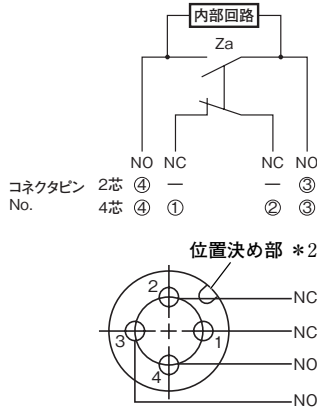 内部回路
Za
NO NC NC NO
コネクタピン 2芯 ④ － － ③
No. 4芯 ④ ① ② ③
位置決め部 *2
2 NC
3 1 NC
4 NO
NO